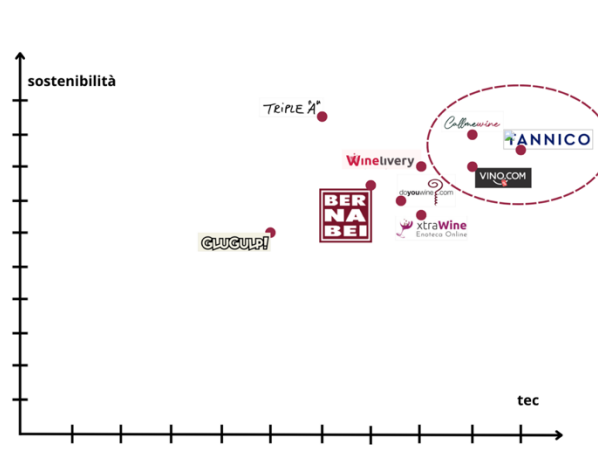 sostenibilità
TRiPLE "A"
Callmewine
TANNICO
Winelivery
VINO.COM
doyouwine.com
BER
NA
BEI
xtraWine
Enoteca Online
GLUGULP!
tec